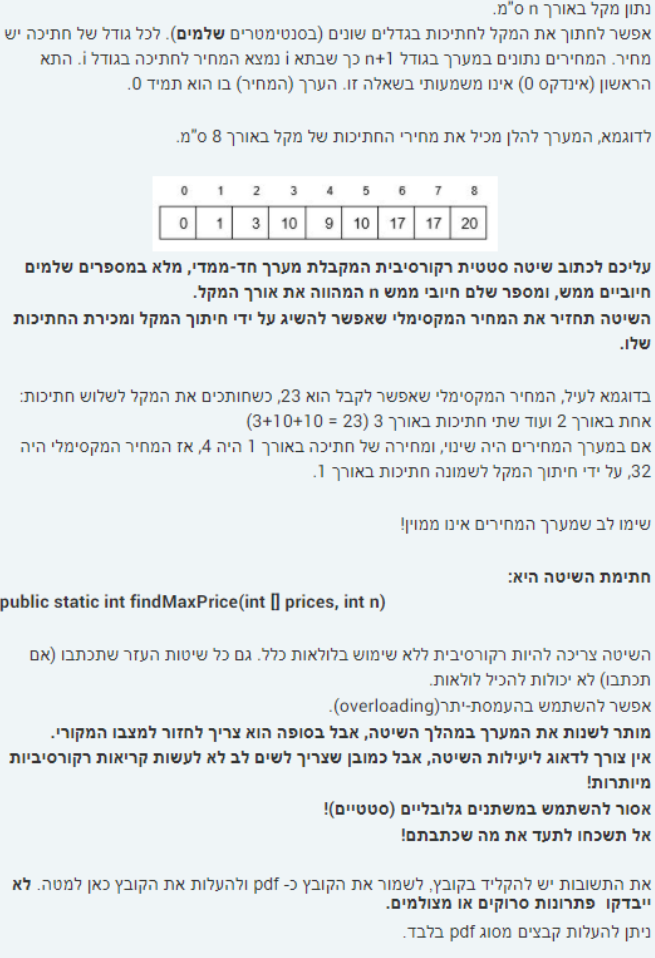 נתון מקל באורך n ס"מ.
אפשר לחתוך את המקל לחתיכות בגדלים שונים (בסנטימטרים שלמים). לכל גודל של חתיכה יש
מחיר. המחירים נתונים במערך בגודל n+1 כך שבתא i נמצא המחיר לחתיכה בגודל i. התא
הראשון (אינדקס 0) אינו משמעותי בשאלה זו. הערך (המחיר) בו הוא תמיד 0.
לדוגמא, המערך להלן מכיל את מחירי החתיכות של מקל באורך 8 ס"מ.
0 1 2 3 4 5 6 7 8
0 1 3 10 9 10 17 17 20
עליכם לכתוב שיטה סטטית רקורסיבית המקבלת מערך חד-ממדי, מלא במספרים שלמים
חיוביים ממש, ומספר שלם חיובי ממש n המהווה את אורך המקל.
השיטה תחזיר את המחיר המקסימלי שאפשר להשיג על ידי חיתוך המקל ומכירת החתיכות
שלו.
בדוגמא לעיל, המחיר המקסימלי שאפשר לקבל הוא 23, כשחותכים את המקל לשלוש חתיכות:
אחת באורך 2 ועוד שתי חתיכות באורך 3 (23 = 3+10+10)
אם במערך המחירים היה שינוי, ומחירה של חתיכה באורך 1 היה 4, אז המחיר המקסימלי היה
32, על ידי חיתוך המקל לשמונה חתיכות באורך 1.
שימו לב שמערך המחירים אינו ממוין!
חתימת השיטה היא:
public static int findMaxPrice(int [] prices, int n)
השיטה צריכה להיות רקורסיבית ללא שימוש בלולאות כלל. גם כל שיטות העזר שתכתבו (אם
תכתבו) לא יכולות להכיל לולאות.
אפשר להשתמש בהעמסת-יתר(overloading).
מותר לשנות את המערך במהלך השיטה, אבל בסופה הוא צריך לחזור למצבו המקורי.
אין צורך לדאוג ליעילות השיטה, אבל כמובן שצריך לשים לב לא לעשות קריאות רקורסיביות
מיותרות!
אסור להשתמש במשתנים גלובליים (סטטיים)!
אל תשכחו לתעד את מה שכתבתם!
את התשובות יש להקליד בקובץ, לשמור את הקובץ כ- pdf ולהעלות את הקובץ כאן למטה. לא
ייבדקו פתרונות סרוקים או מצולמים.
ניתן להעלות קבצים מסוג pdf בלבד.